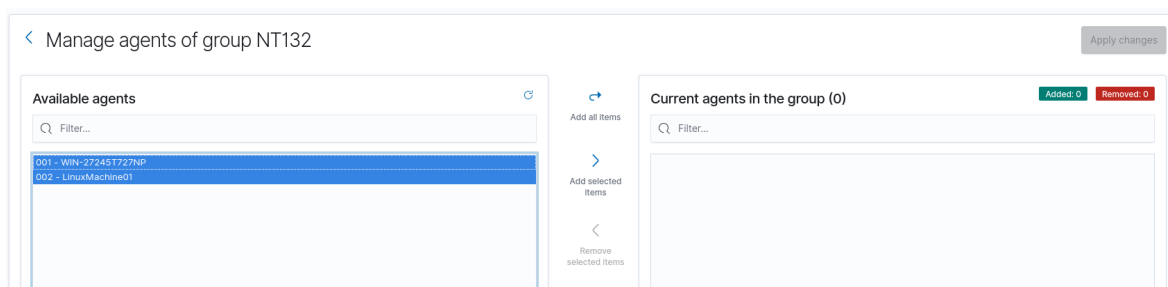 Manage agents of group NT132
Apply changes
Available agents
Filter...
001 - WIN-27245T727NP
002 - LinuxMachine01
Add all items
Add selected
items
Remove
selected items
Current agents in the group (0)
Added: 0
Removed: 0
Filter...